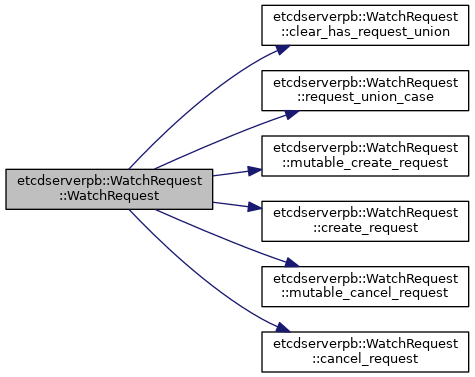 etcdserverpb::WatchRequest
::WatchRequest
etcdserverpb::WatchRequest
::clear_has_request_union
etcdserverpb::WatchRequest
::request_union_case
etcdserverpb::WatchRequest
::mutable_create_request
etcdserverpb::WatchRequest
::create_request
etcdserverpb::WatchRequest
::mutable_cancel_request
etcdserverpb::WatchRequest
::cancel_request